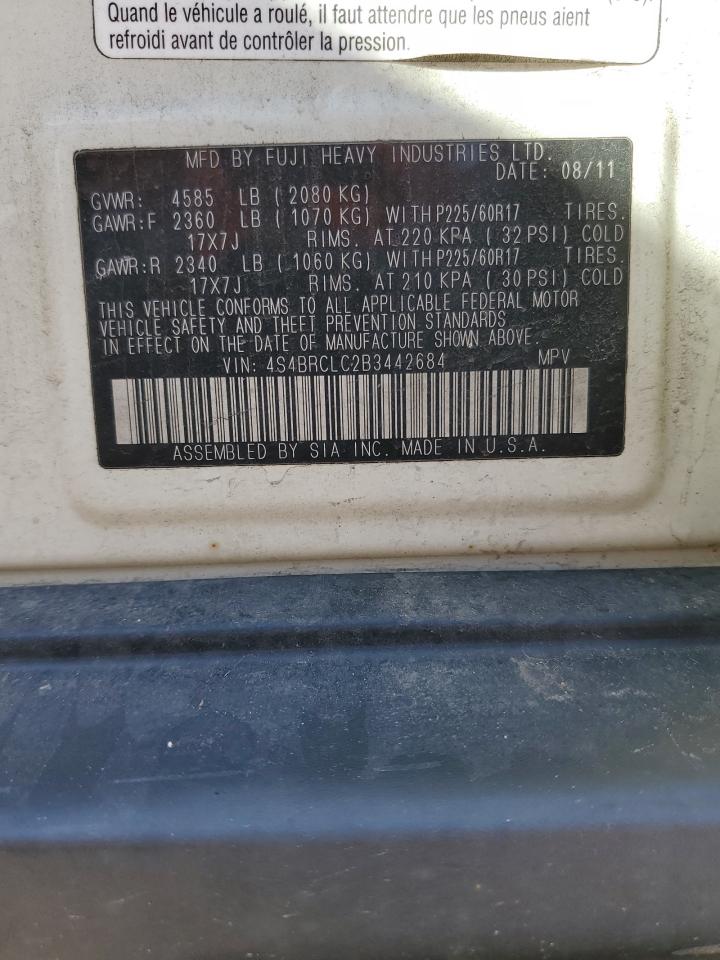 Quand le véhicule a roulé, il faut attendre que les pneus aient
refroidi avant de contrôler la pression.
MFD BY FUJI HEAVY INDUSTRIES LTD.
DATE: 08/11
GVWR: 4585 LB (2080 KG)
GAWR:F 2360 LB (1070 KG) WITH P225/60R17 TIRES.
17X7J RIMS. AT 220 KPA (32 PSI) COLD
GAWR:R 2340 LB (1060 KG) WITH P225/60R17 TIRES.
17X7J RIMS. AT 210 KPA (30 PSI) COLD
THIS VEHICLE CONFORMS TO ALL APPLICABLE FEDERAL MOTOR
VEHICLE SAFETY AND THEFT PREVENTION STANDARDS
IN EFFECT ON THE DATE OF MANUFACTURE SHOWN ABOVE.
VIN: 4S4BRCLC2B3442684 MPV
ASSEMBLED BY SIA INC. MADE IN U.S.A.